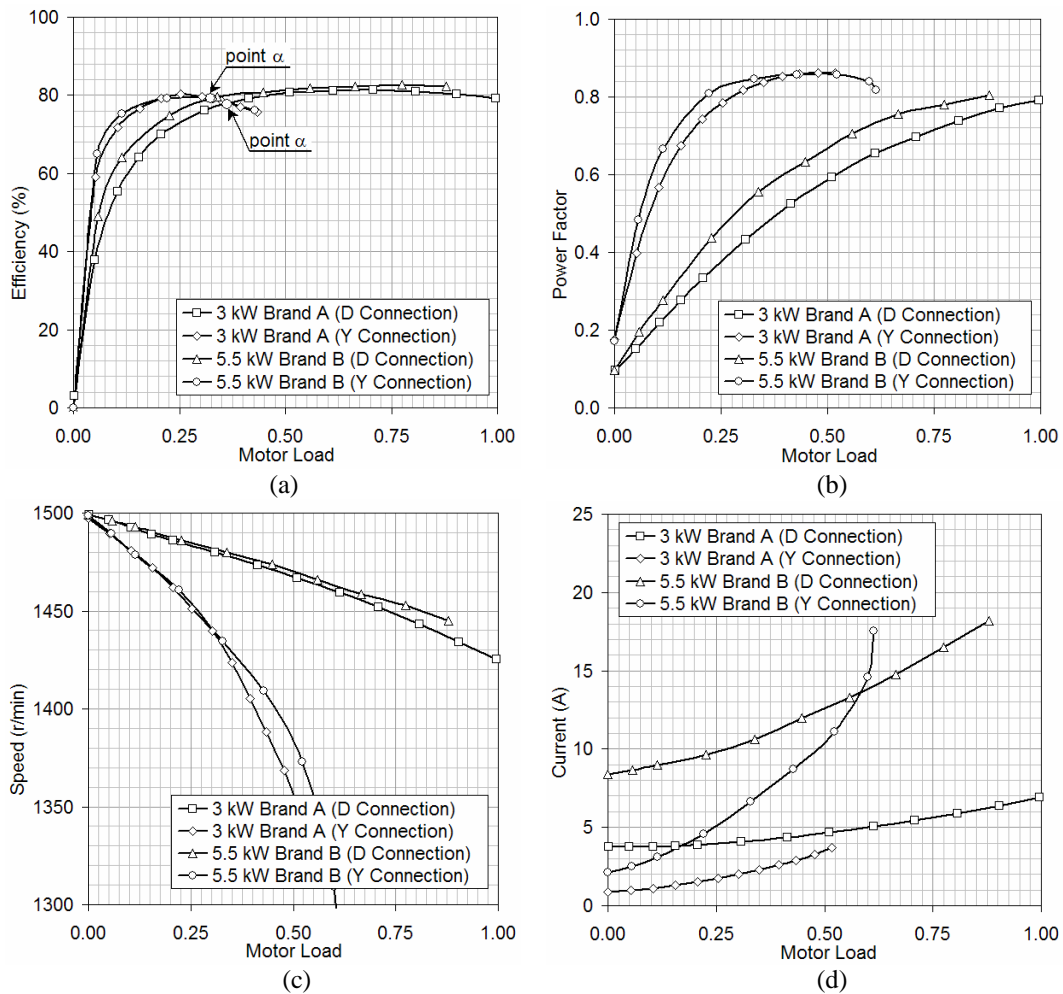 100
80
60
40
20
0
Efficiency (%)
point α
point α
3 kW Brand A (D Connection)
3 kW Brand A (Y Connection)
5.5 kW Brand B (D Connection)
5.5 kW Brand B (Y Connection)
0.00 0.25 0.50 0.75 1.00
Motor Load
(a)
1.0
0.8
0.6
0.4
0.2
0.0
Power Factor
3 kW Brand A (D Connection)
3 kW Brand A (Y Connection)
5.5 kW Brand B (D Connection)
5.5 kW Brand B (Y Connection)
0.00 0.25 0.50 0.75 1.00
Motor Load
(b)
1500
1450
1400
1350
1300
Speed (r/min)
3 kW Brand A (D Connection)
3 kW Brand A (Y Connection)
5.5 kW Brand B (D Connection)
5.5 kW Brand B (Y Connection)
0.00 0.25 0.50 0.75 1.00
Motor Load
(c)
25
20
15
10
5
0
Current (A)
3 kW Brand A (D Connection)
3 kW Brand A (Y Connection)
5.5 kW Brand B (D Connection)
5.5 kW Brand B (Y Connection)
0.00 0.25 0.50 0.75 1.00
Motor Load
(d)